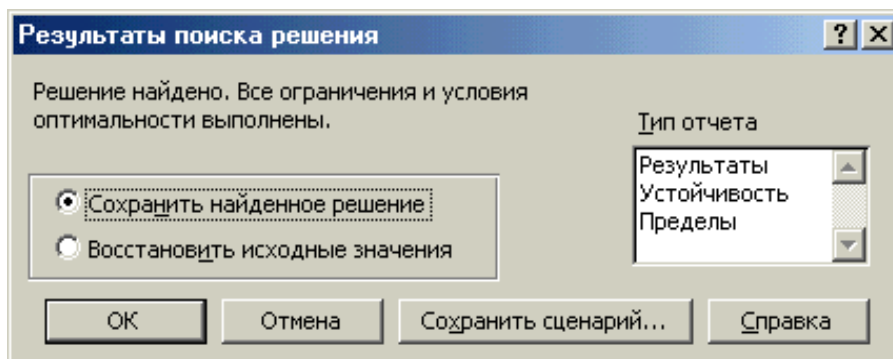 Результаты поиска решения
Решение найдено. Все ограничения и условия
оптимальности выполнены.
Тип отчета
Результаты
Устойчивость
Пределы
Сохранить найденное решение
Восстановить исходные значения
ОК
Отмена
Сохранить сценарий...
Справка